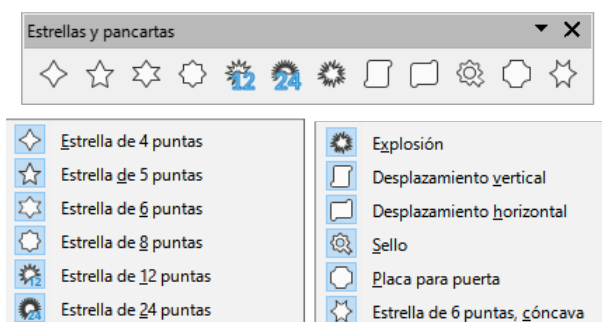 Estrellas y pancartas
12 24
Estrella de 4 puntas
Estrella de 5 puntas
Estrella de 6 puntas
Estrella de 8 puntas
12 Estrella de 12 puntas
24 Estrella de 24 puntas
Explosión
Desplazamiento vertical
Desplazamiento horizontal
Sello
Placa para puerta
Estrella de 6 puntas, cóncava